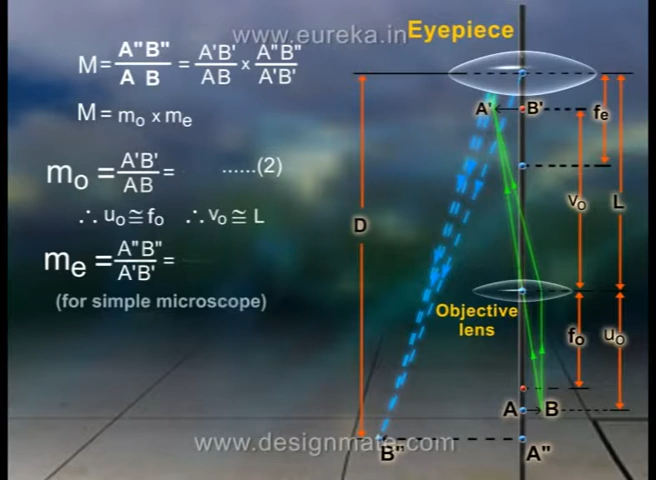 www.eureka.in
Eyepiece
M = A"B" / A B = A'B' / AB x A"B" / A'B'
M = mo x me
mo = A'B' / AB = ......(2)
∴ uo ≅ fo ∴ vo ≅ L
me = A"B" / A'B' =
(for simple microscope)
A' B'
fe
vo
L
D
Objective
lens
fo
uo
A B
www.designmate.com
B" A"